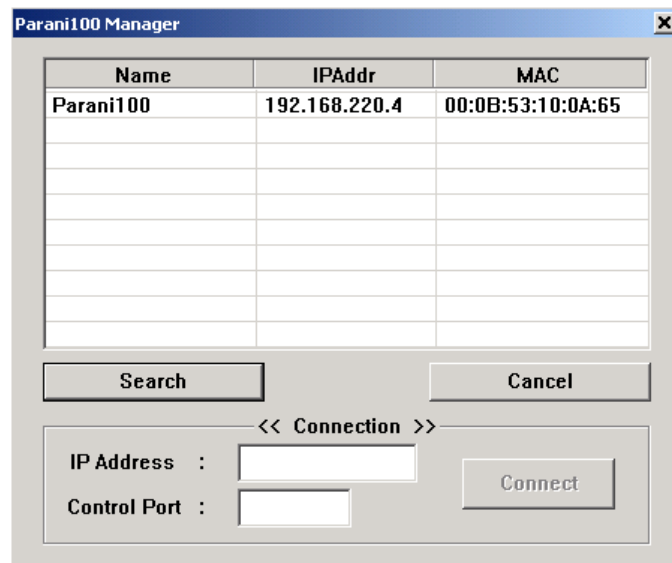 Parani100 Manager
Name IPAddr MAC
Parani100 192.168.220.4 00:0B:53:10:0A:65
Search Cancel
<< Connection >>
IP Address :
Connect
Control Port :